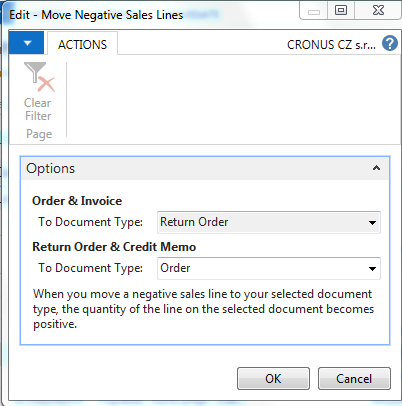 Edit - Move Negative Sales Lines
ACTIONS
CRONUS CZ s.r...
?
Clear
Filter
Page
Options
Order & Invoice
To Document Type: Return Order
Return Order & Credit Memo
To Document Type: Order
When you move a negative sales line to your selected document
type, the quantity of the line on the selected document becomes
positive.
OK Cancel